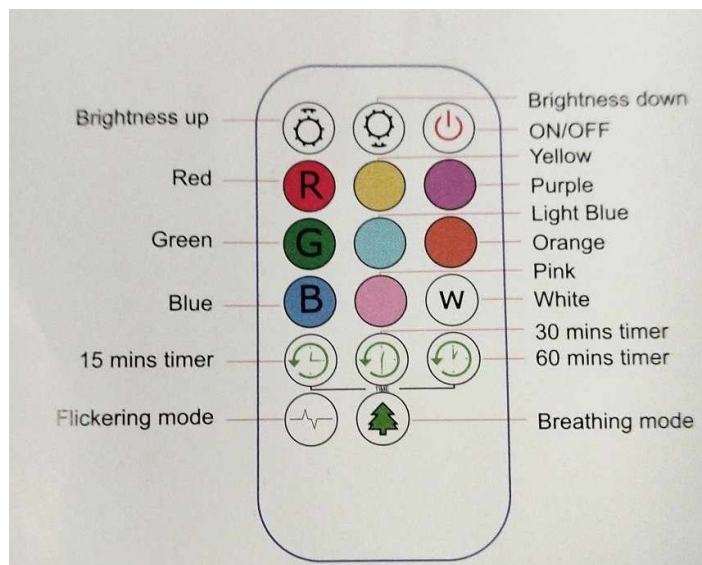 Brightness up
Brightness down
ON/OFF
Yellow
Red
R
Purple
Light Blue
Green
G
Orange
Pink
Blue
B
W
White
30 mins timer
15 mins timer
60 mins timer
TIME
Flickering mode
Breathing mode